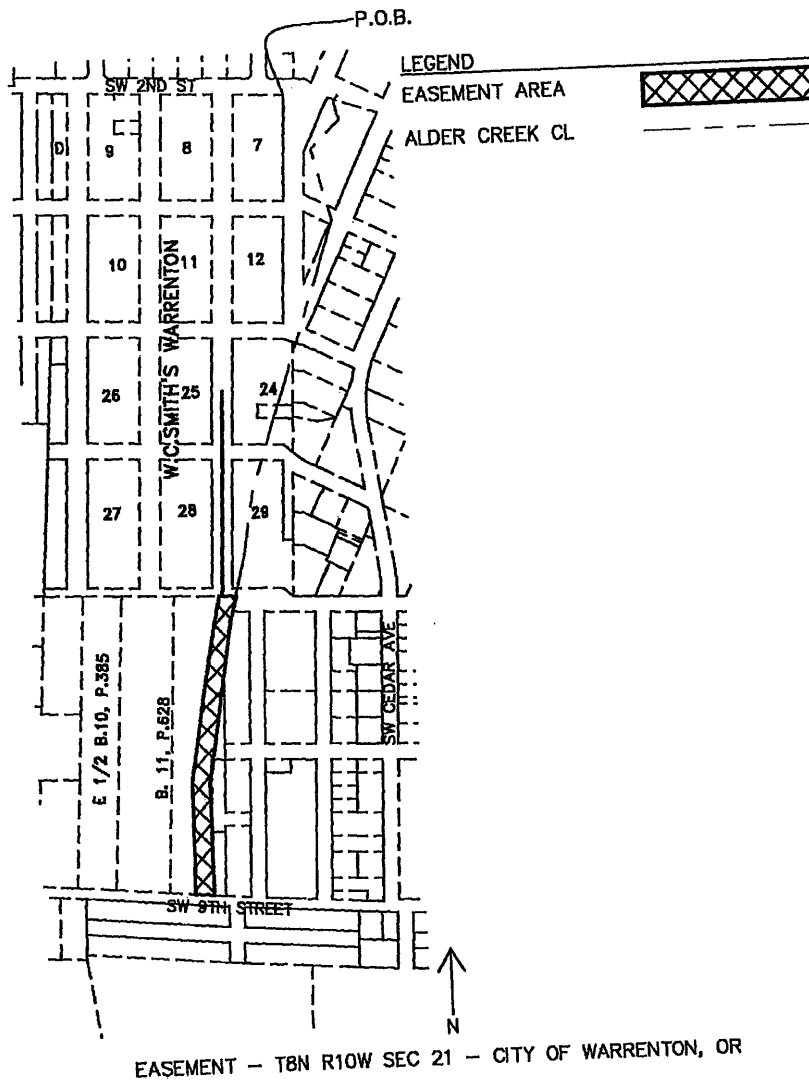 P.O.B.
LEGEND
EASEMENT AREA
ALDER CREEK CL
SW 2ND ST
D
9
8
7
10
11
12
W.C.SMITH'S WARRENTON
26
25
24
27
28
29
E 1/2 B.10, P.385
B. 11, P.628
SW CEDAR AVE
SW 9TH STREET
N
EASEMENT – T8N R10W SEC 21 – CITY OF WARRENTON, OR